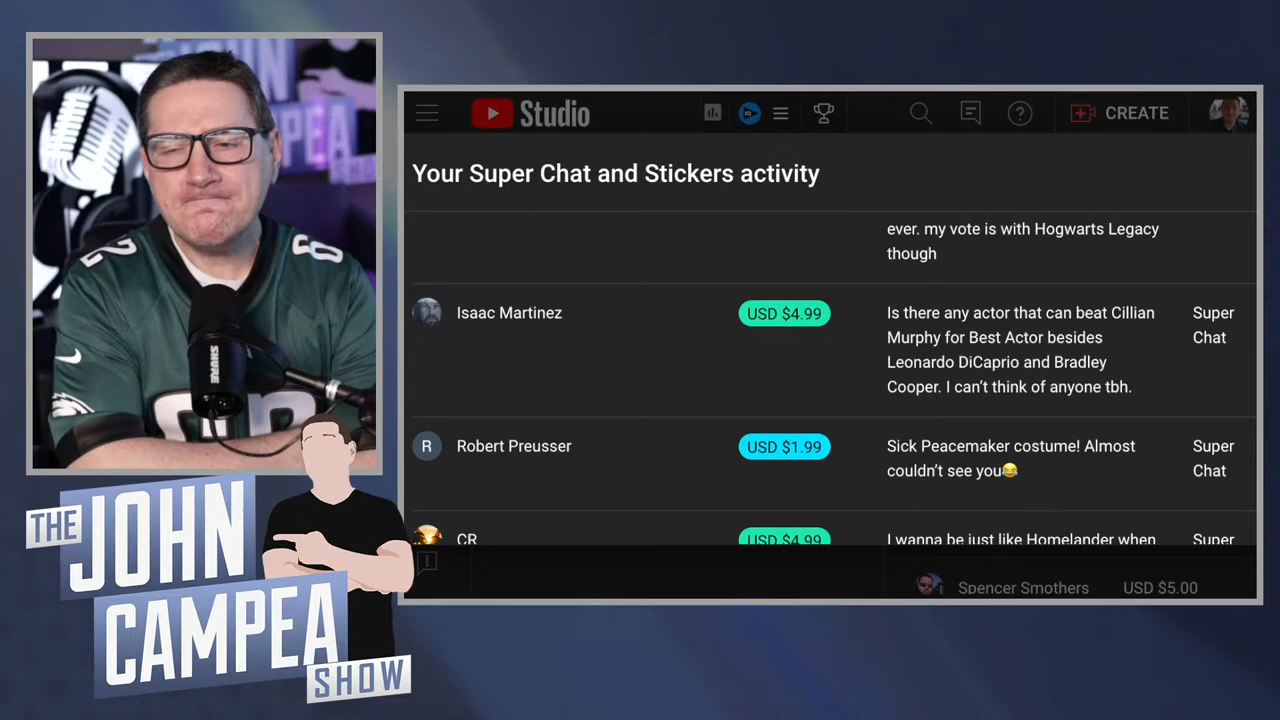 JOHN
CAMPEA
SHOW
SHURE
Studio
CREATE
Your Super Chat and Stickers activity
ever. my vote is with Hogwarts Legacy
though
Isaac Martinez
USD $4.99
Is there any actor that can beat Cillian
Murphy for Best Actor besides
Leonardo DiCaprio and Bradley
Cooper. I can't think of anyone tbh.
Super
Chat
R
Robert Preusser
USD $1.99
Sick Peacemaker costume! Almost
couldn't see you😂
Super
Chat
CR
USD $4.99
I wanna be just like Homelander when
Super
Spencer Smothers
USD $5.00
THE
JOHN
CAMPEA
SHOW